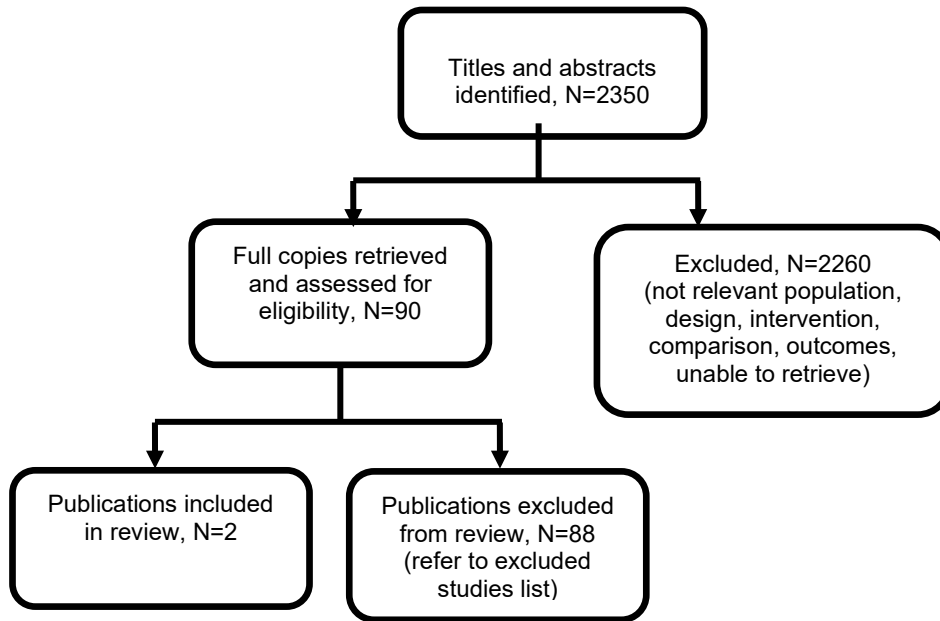 Titles and abstracts
identified, N=2350
Full copies retrieved
and assessed for
eligibility, N=90
Excluded, N=2260
(not relevant population,
design, intervention,
comparison, outcomes,
unable to retrieve)
Publications included
in review, N=2
Publications excluded
from review, N=88
(refer to excluded
studies list)